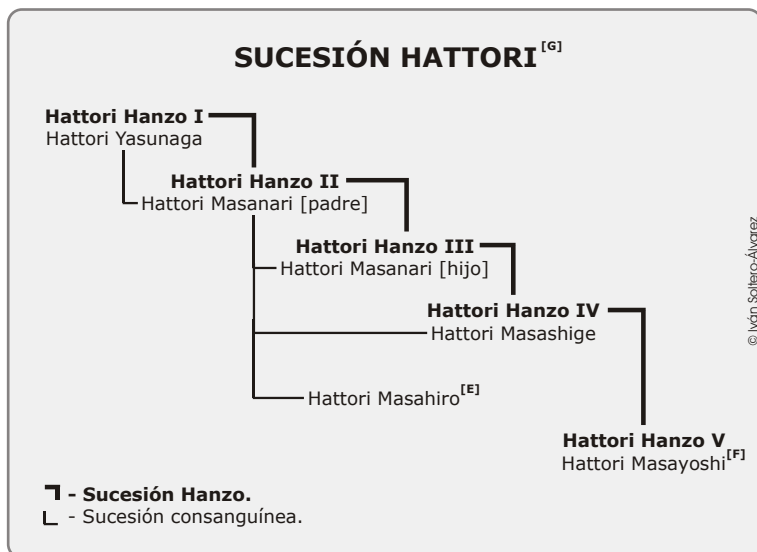 SUCESIÓN HATTORI[G]
Hattori Hanzo I
Hattori Yasunaga
Hattori Hanzo II
Hattori Masanari [padre]
Hattori Hanzo III
Hattori Masanari [hijo]
Hattori Hanzo IV
Hattori Masashige
Hattori Masahiro[E]
Hattori Hanzo V
Hattori Masayoshi[F]
- Sucesión Hanzo.
- Sucesión consanguínea.
© Iván Soltero-Álvarez